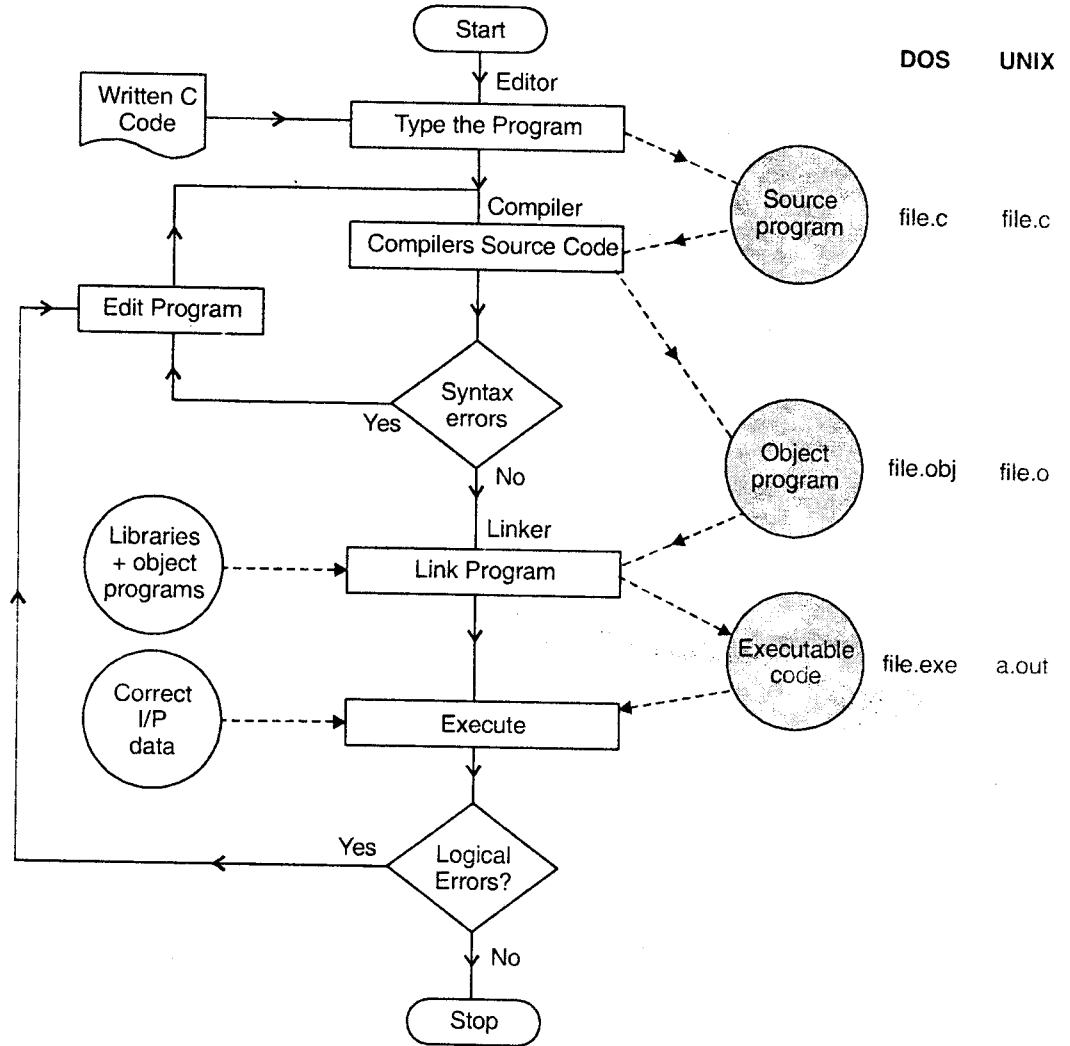 Start
DOS UNIX
Editor
Written C
Code
Type the Program
Source
program
file.c file.c
Compiler
Compilers Source Code
Edit Program
Syntax
errors
Yes
No
Object
program
file.obj file.o
Linker
Libraries
+ object
programs
Link Program
Executable
code
file.exe a.out
Correct
I/P
data
Execute
Yes
Logical
Errors?
No
Stop